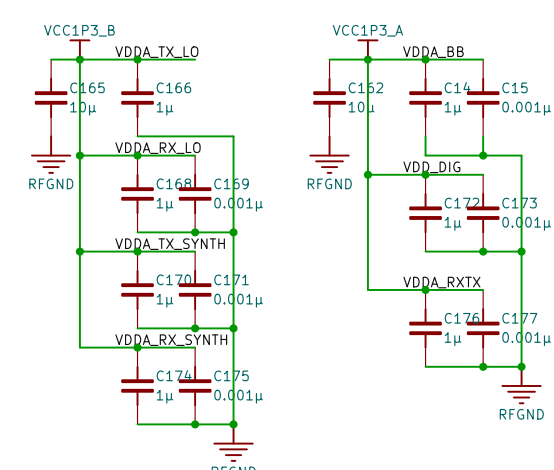 VCC1P3_B
VDDA_TX_LO
C165
10µ
C166
1µ
RFGND
VDDA_RX_LO
C168
1µ
C169
0.001µ
VDDA_TX_SYNTH
C170
1µ
C171
0.001µ
VDDA_RX_SYNTH
C174
1µ
C175
0.001µ
RFGND
VCC1P3_A
VDDA_BB
C162
10µ
C14
1µ
C15
0.001µ
RFGND
VDD_DIG
C172
1µ
C173
0.001µ
VDDA_RXTX
C176
1µ
C177
0.001µ
RFGND